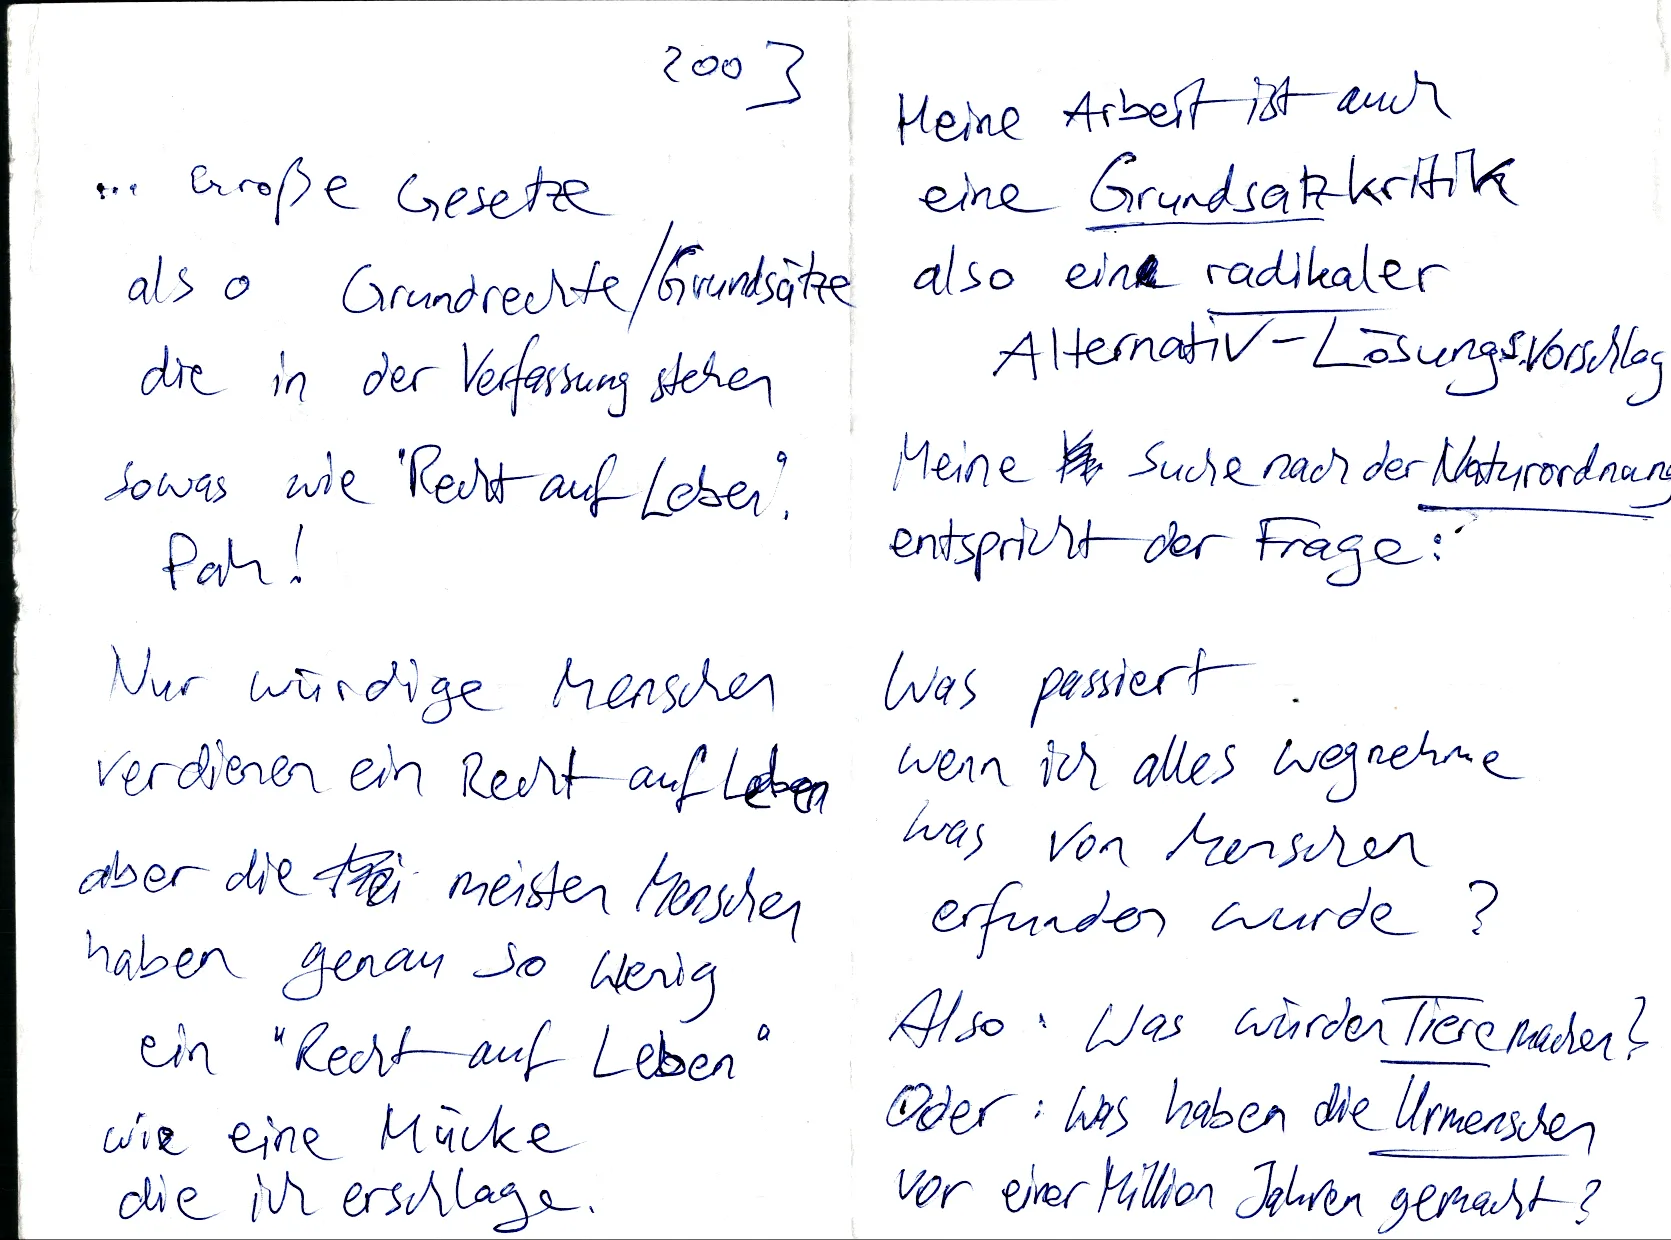 2003
... Große Gesetze
also Grundrechte/Grundsätze
die in der Verfassung stehen
sowas wie "Recht auf Leben".
Pah!
Nur würdige Menschen
verdienen ein Recht auf Leben
aber die meisten Menschen
haben genau so wenig
ein "Recht auf Leben"
wie eine Mücke
die ich erschlage.
Meine Arbeit ist auch
eine Grundsatzkritik
also ein radikaler
Alternativ-Lösungsvorschlag
Meine Suche nach der Naturordnung
entspricht der Frage:
Was passiert
wenn ich alles wegnehme
was von Menschen
erfunden wurde?
Also: Was würden Tiere machen?
Oder: Was haben die Urmenschen
vor einer Million Jahren gemacht?